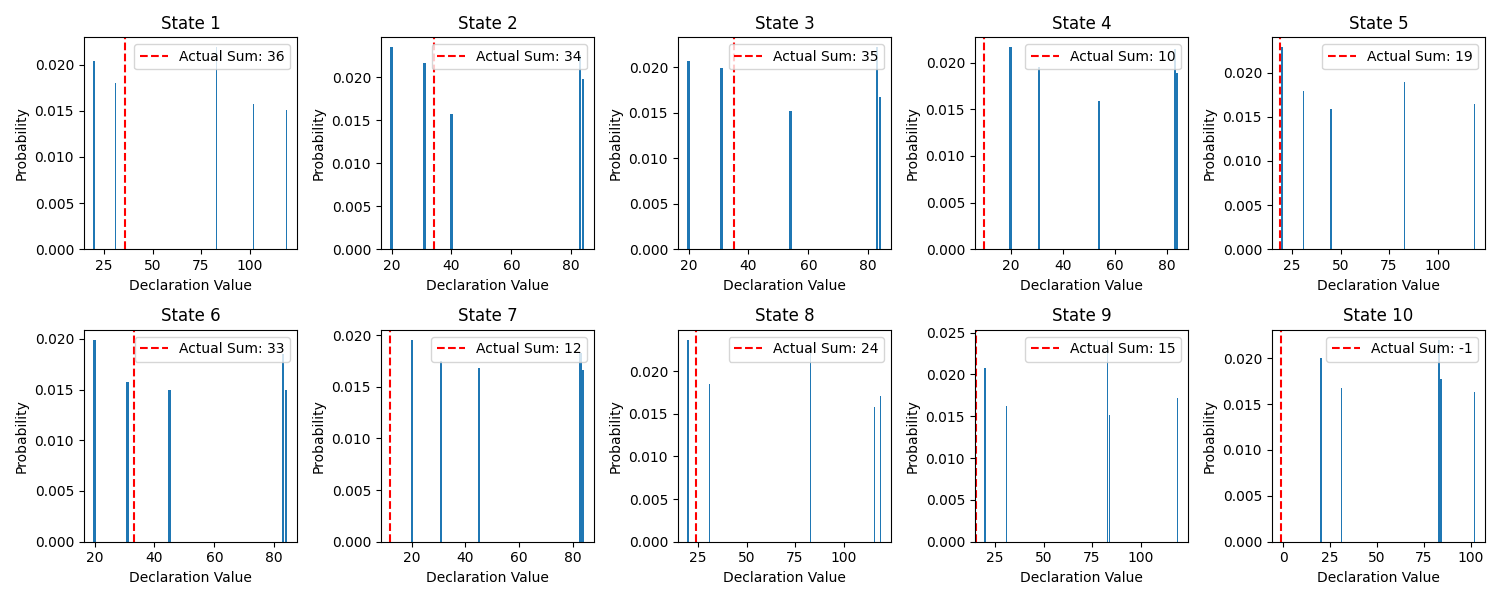 State 1
State 2
State 3
State 4
State 5
Actual Sum: 36
Actual Sum: 34
Actual Sum: 35
Actual Sum: 10
Actual Sum: 19
Probability
0.020
0.015
0.010
0.005
0.000
25 50 75 100
Declaration Value
Probability
0.020
0.015
0.010
0.005
0.000
20 40 60 80
Declaration Value
Probability
0.020
0.015
0.010
0.005
0.000
20 40 60 80
Declaration Value
Probability
0.020
0.015
0.010
0.005
0.000
20 40 60 80
Declaration Value
Probability
0.020
0.015
0.010
0.005
0.000
25 50 75 100
Declaration Value
State 6
State 7
State 8
State 9
State 10
Actual Sum: 33
Actual Sum: 12
Actual Sum: 24
Actual Sum: 15
Actual Sum: -1
Probability
0.020
0.015
0.010
0.005
0.000
20 40 60 80
Declaration Value
Probability
0.020
0.015
0.010
0.005
0.000
20 40 60 80
Declaration Value
Probability
0.020
0.015
0.010
0.005
0.000
25 50 75 100
Declaration Value
Probability
0.025
0.020
0.015
0.010
0.005
0.000
25 50 75 100
Declaration Value
Probability
0.020
0.015
0.010
0.005
0.000
0 25 50 75 100
Declaration Value